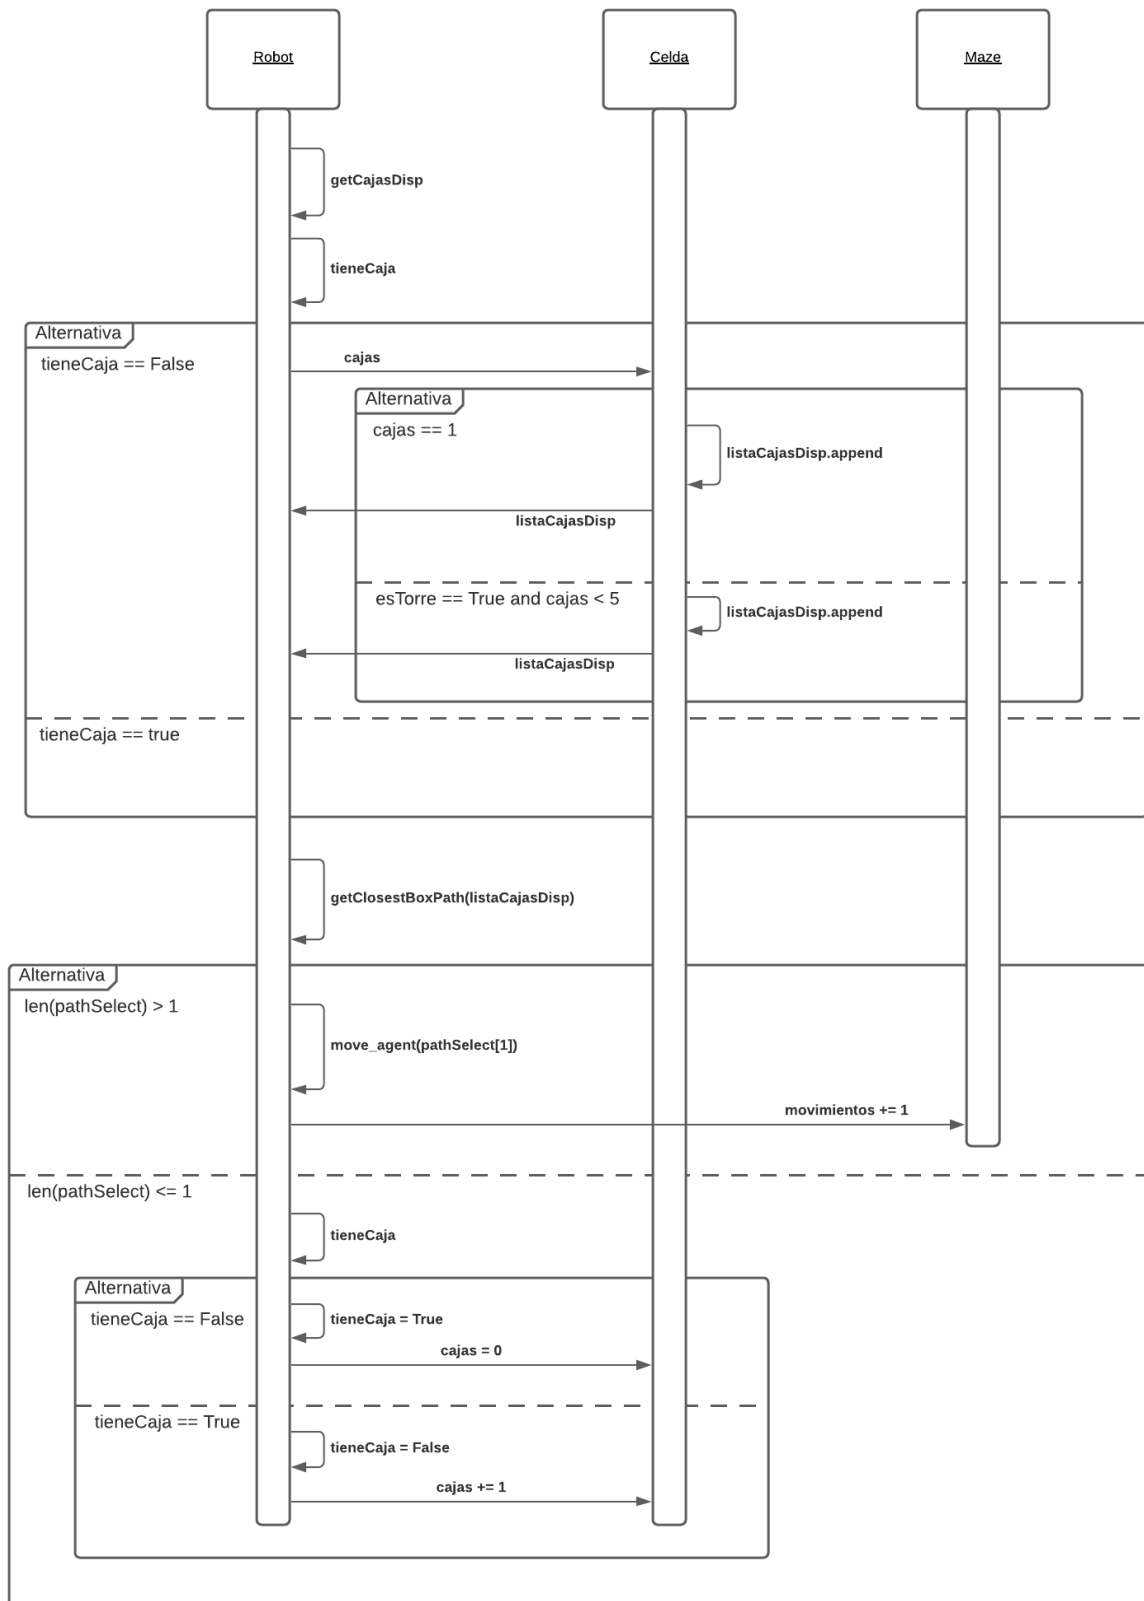 Robot
Celda
Maze
getCajasDisp
tieneCaja
Alternativa
tieneCaja == False
cajas
Alternativa
cajas == 1
listaCajasDisp.append
listaCajasDisp
esTorre == True and cajas < 5
listaCajasDisp.append
listaCajasDisp
tieneCaja == true
getClosestBoxPath(listaCajasDisp)
Alternativa
len(pathSelect) > 1
move_agent(pathSelect[1])
movimientos += 1
len(pathSelect) <= 1
tieneCaja
Alternativa
tieneCaja == False
tieneCaja = True
cajas = 0
tieneCaja == True
tieneCaja = False
cajas += 1